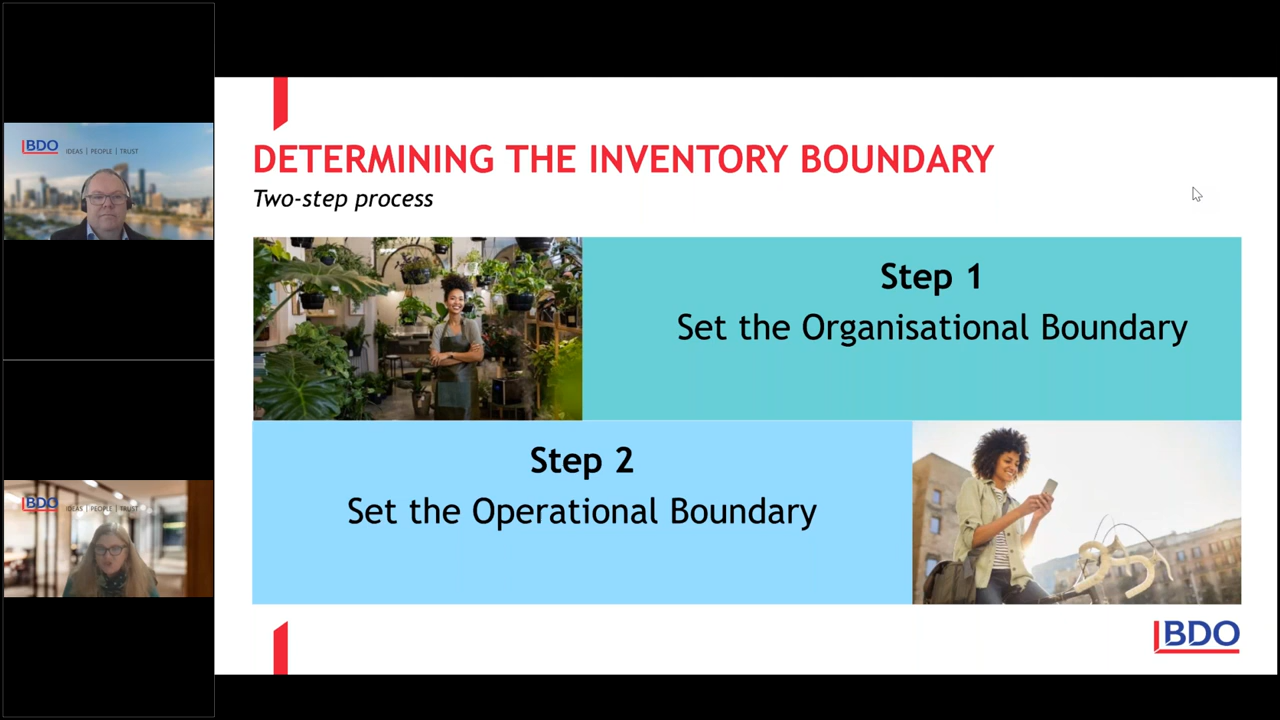 BDO
IDEAS | PEOPLE | TRUST
DETERMINING THE INVENTORY BOUNDARY
Two-step process
Step 1
Set the Organisational Boundary
Step 2
Set the Operational Boundary
BDO
IDEAS | PEOPLE | TRUST
BDO